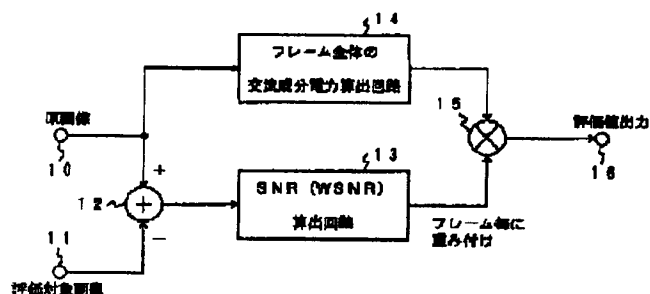 14
フレーム全体の
交流成分電力算出回路
原画像
10
15
評価値出力
16
13
+
12
+
SNR (WSNR)
算出回路
フレーム毎に
重み付け
11
−
評価対象画像